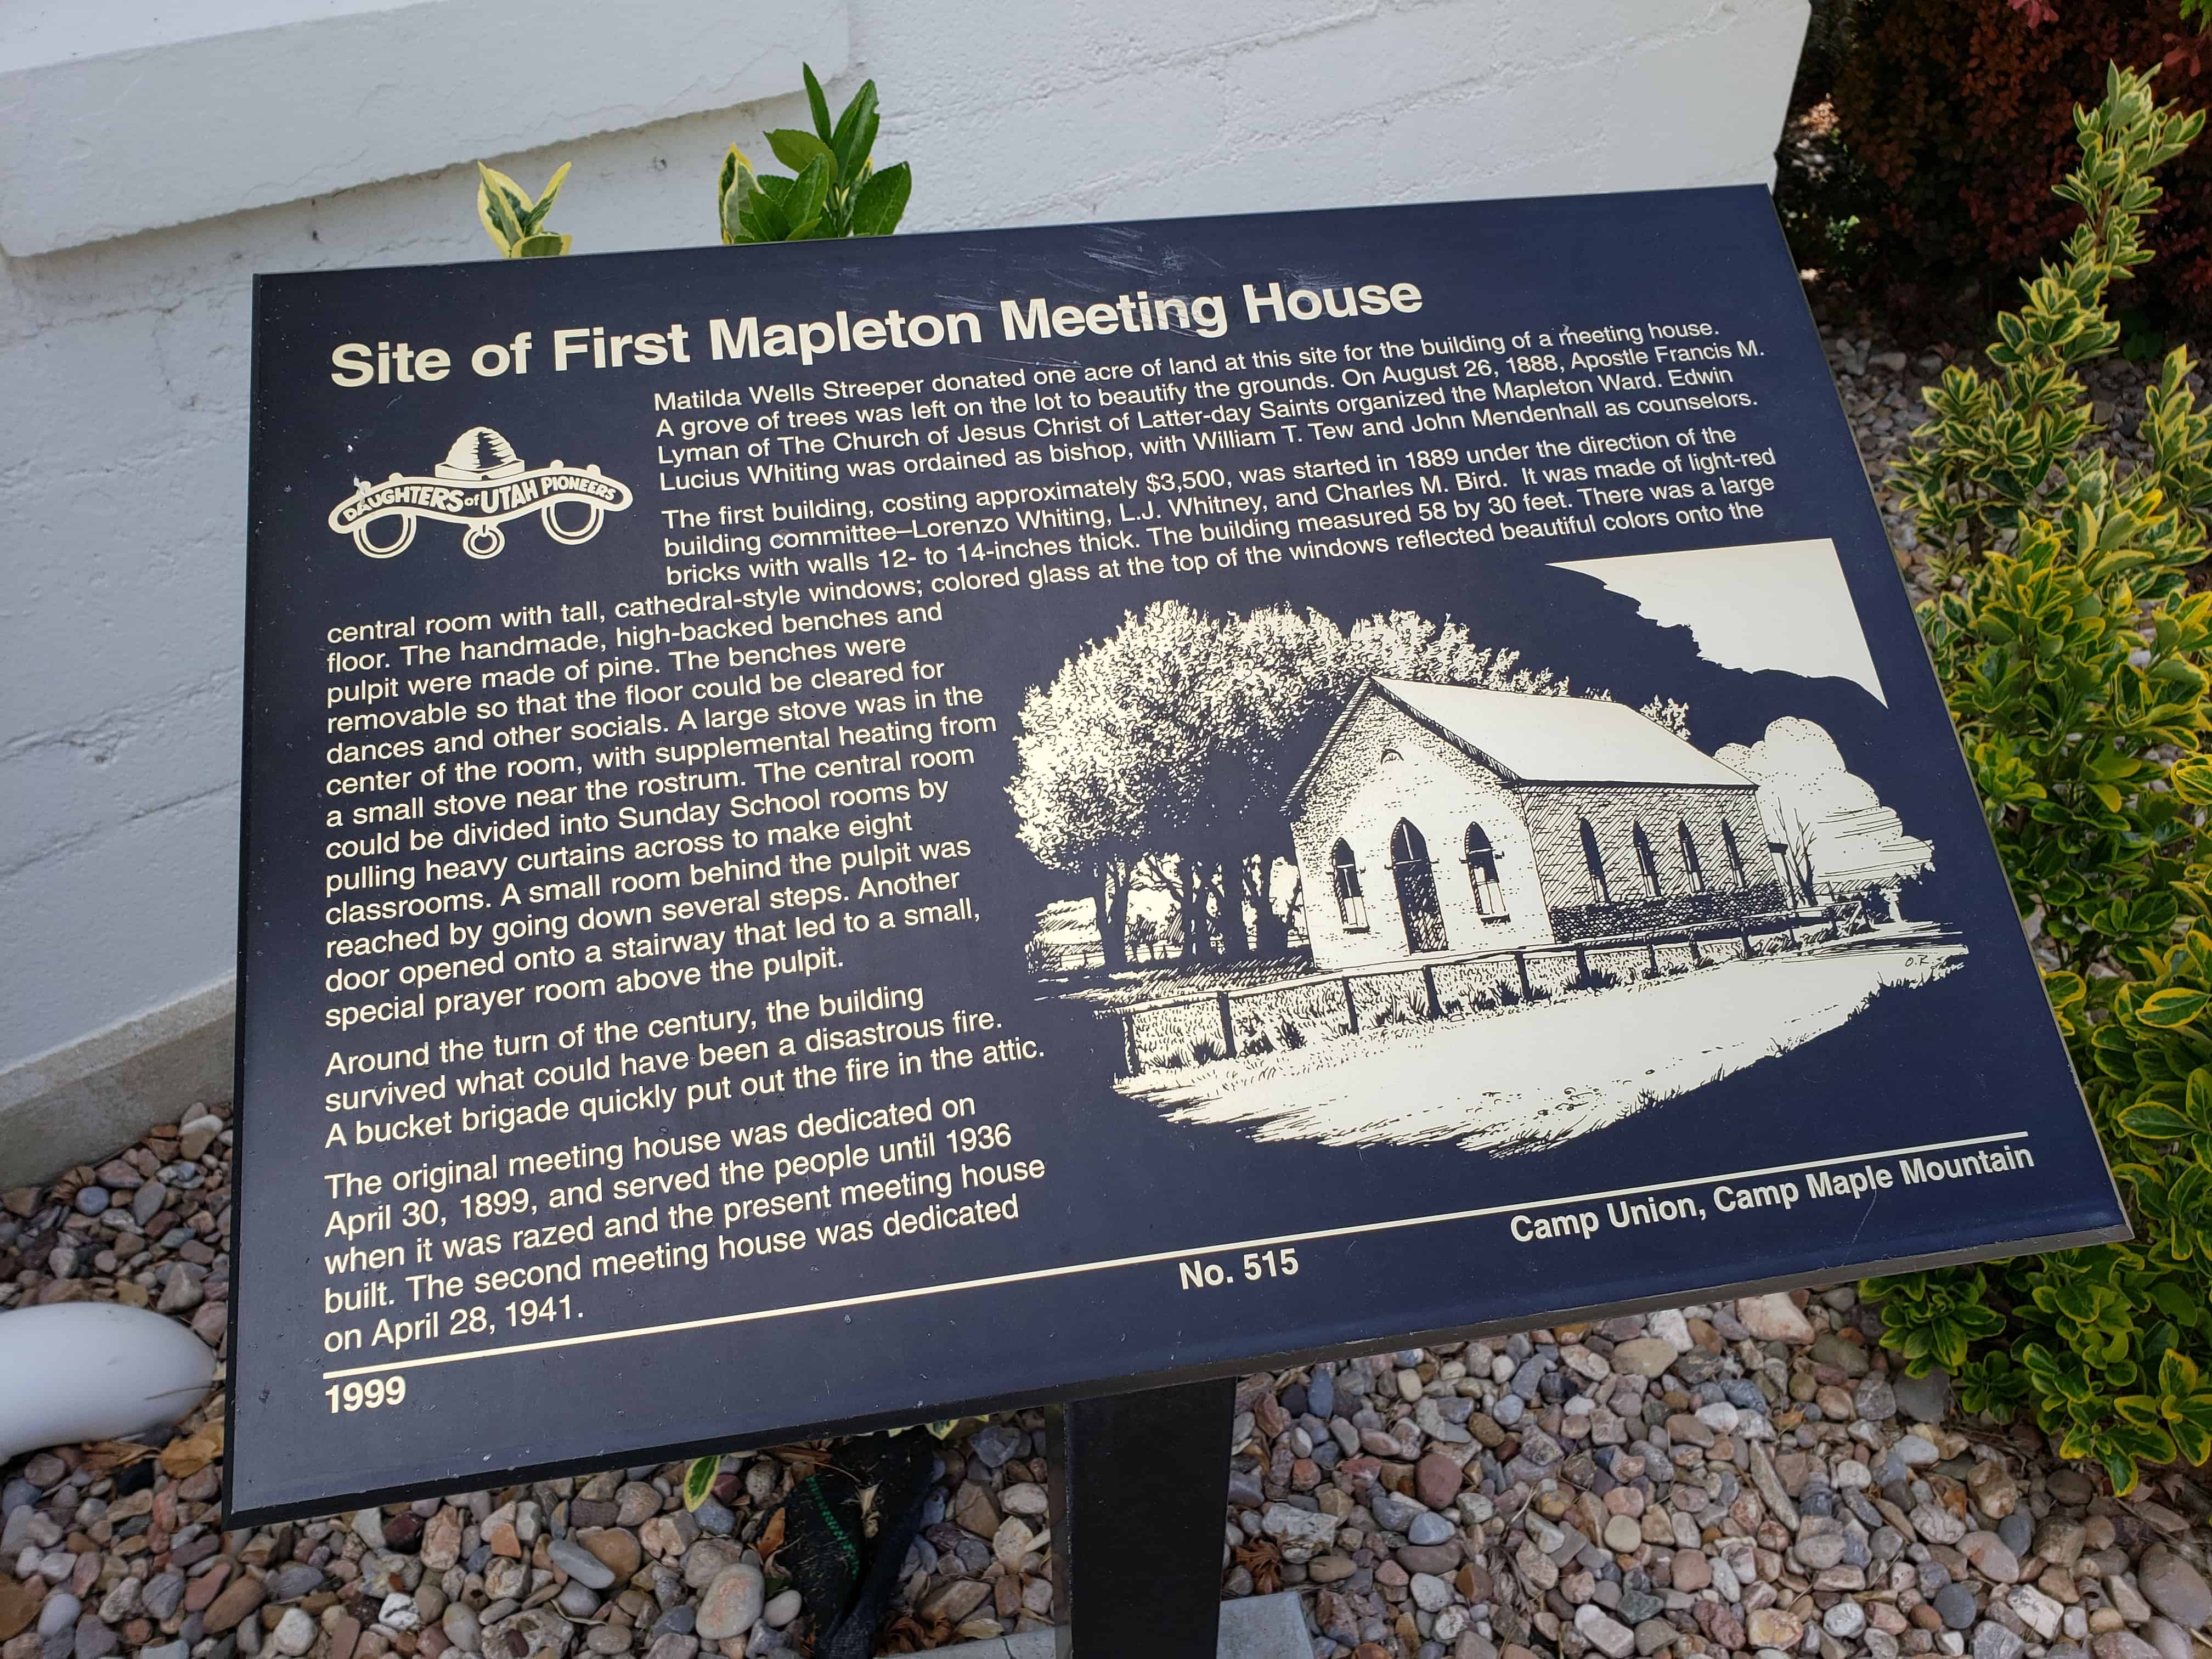 Site of First Mapleton Meeting House
Matilda Wells Streeper donated one acre of land at this site for the building of a meeting house.
A grove of trees was left on the lot to beautify the grounds. On August 26, 1888, Apostle Francis M.
Lyman of The Church of Jesus Christ of Latter-day Saints organized the Mapleton Ward. Edwin
Lucius Whiting was ordained as bishop, with William T. Tew and John Mendenhall as counselors.
DAUGHTERS of UTAH PIONEERS
The first building, costing approximately $3,500, was started in 1889 under the direction of the
building committee–Lorenzo Whiting, L.J. Whitney, and Charles M. Bird. It was made of light-red
bricks with walls 12- to 14-inches thick. The building measured 58 by 30 feet. There was a large
central room with tall, cathedral-style windows; colored glass at the top of the windows reflected beautiful colors onto the
floor. The handmade, high-backed benches and
pulpit were made of pine. The benches were
removable so that the floor could be cleared for
dances and other socials. A large stove was in the
center of the room, with supplemental heating from
a small stove near the rostrum. The central room
could be divided into Sunday School rooms by
pulling heavy curtains across to make eight
classrooms. A small room behind the pulpit was
reached by going down several steps. Another
door opened onto a stairway that led to a small,
special prayer room above the pulpit.
Around the turn of the century, the building
survived what could have been a disastrous fire.
A bucket brigade quickly put out the fire in the attic.
The original meeting house was dedicated on
April 30, 1899, and served the people until 1936
when it was razed and the present meeting house
built. The second meeting house was dedicated
on April 28, 1941.
O.R.
1999
No. 515
Camp Union, Camp Maple Mountain